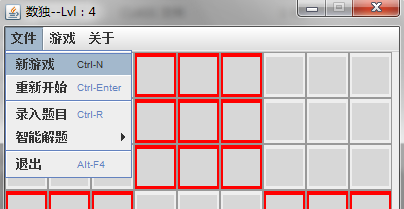 数独--Lvl : 4
文件 游戏 关于
新游戏 Ctrl-N
重新开始 Ctrl-Enter
录入题目 Ctrl-R
智能解题
退出 Alt-F4